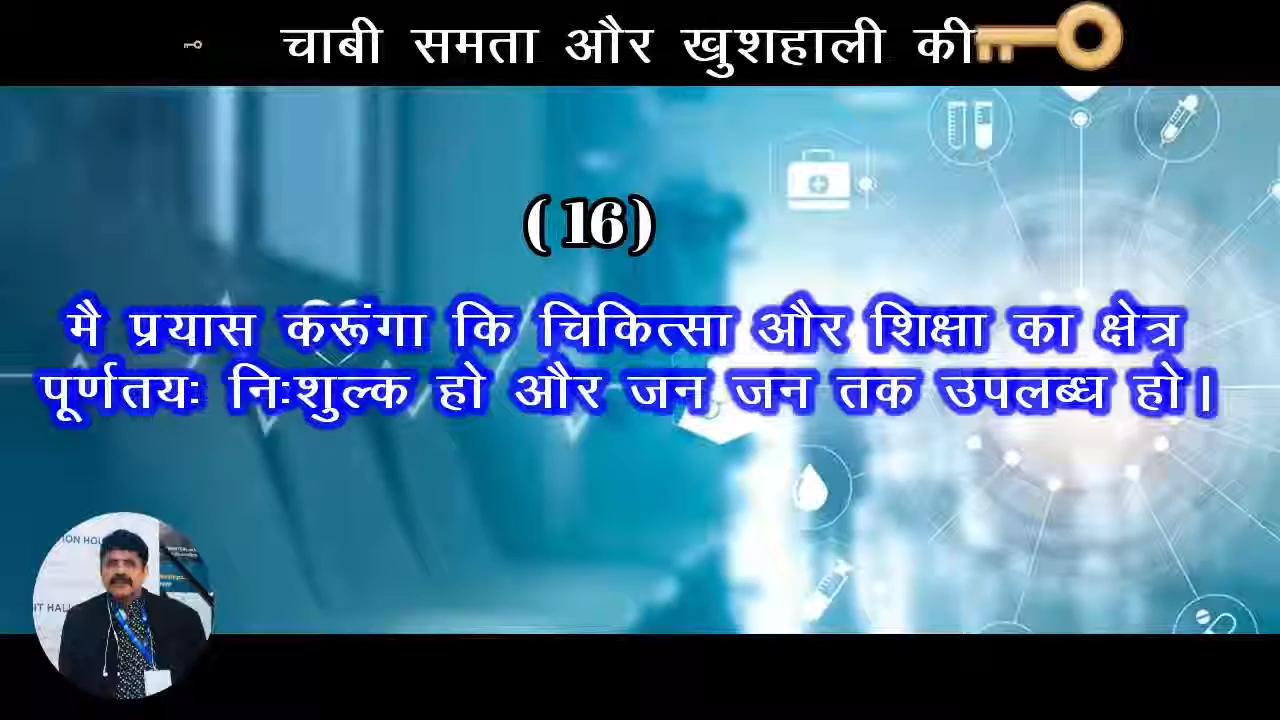 चाबी समता और खुशहाली की
( 16 )
मै प्रयास करूंगा कि चिकित्सा और शिक्षा का क्षेत्र
पूर्णतयः निःशुल्क हो और जन जन तक उपलब्ध हो।